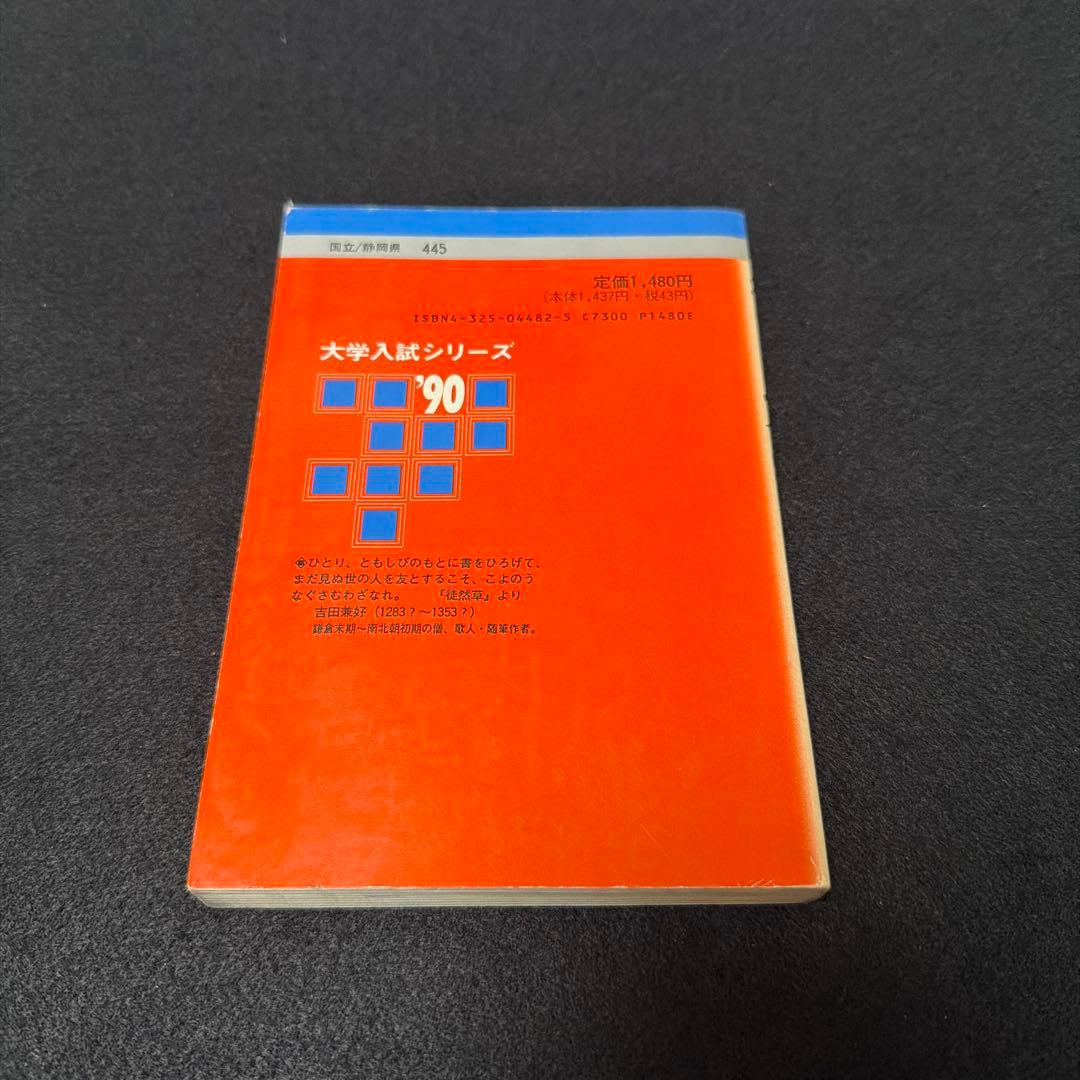 国立/静岡県 445
定価1,480円
(本体1,437円・税43円)
ISBN4-325-04482-5 C7300 P1480E
大学入試シリーズ
'90
ひとり、ともしびのもとに書をひろげて、
まだ見ぬ世の人を友とするこそ、こよのう
なぐさむわざなれ。 『徒然草』より
吉田兼好(1283？〜1353？)
鎌倉末期〜南北朝初期の僧、歌人・随筆作者。